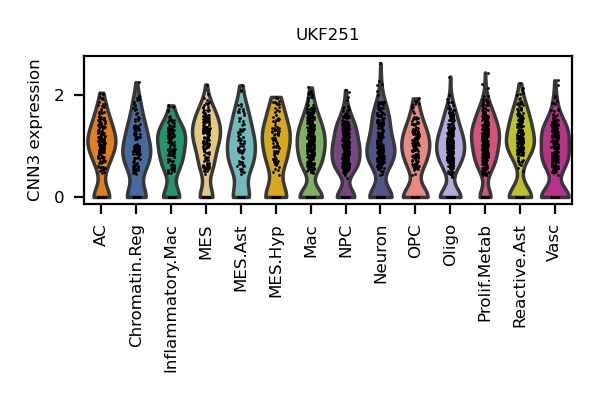 UKF251
CNN3 expression
2
0
AC
Chromatin.Reg
Inflammatory.Mac
MES
MES.Ast
MES.Hyp
Mac
NPC
Neuron
OPC
Oligo
Prolif.Metab
Reactive.Ast
Vasc